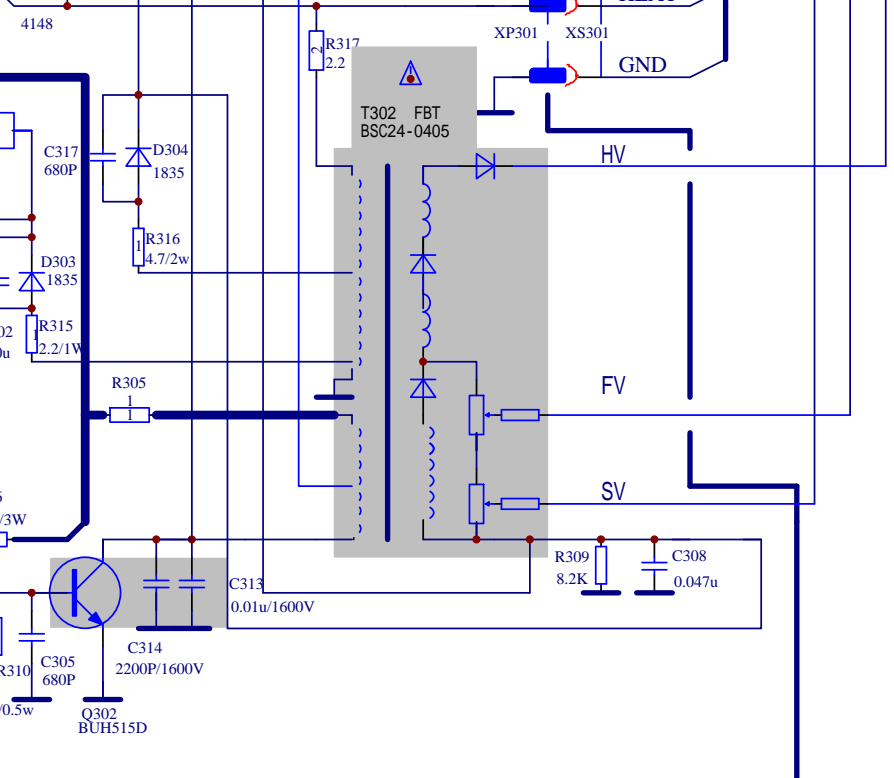 4148
XP301
XS301
R317
2
2.2
GND
T302 FBT
BSC24-0405
HV
C317
680P
D304
1835
R316
1
4.7/2w
D303
1835
R315
1
2.2/1W
R305
1
1
FV
SV
/3W
R309
8.2K
C308
0.047u
C313
0.01u/1600V
C314
2200P/1600V
C305
680P
R310
/0.5w
Q302
BUH515D